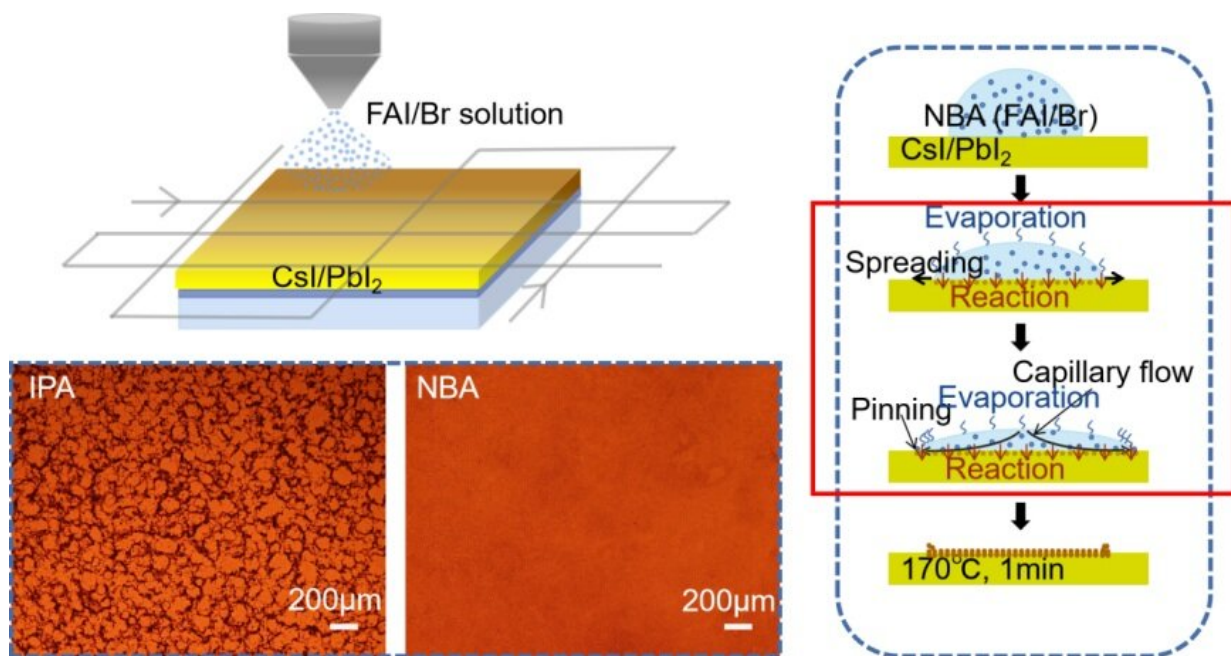 FAI/Br solution
CsI/PbI₂
IPA
200μm
NBA
200μm
NBA (FAI/Br)
CsI/PbI₂
Evaporation
Spreading
Reaction
Capillary flow
Evaporation
Pinning
Reaction
170℃, 1min